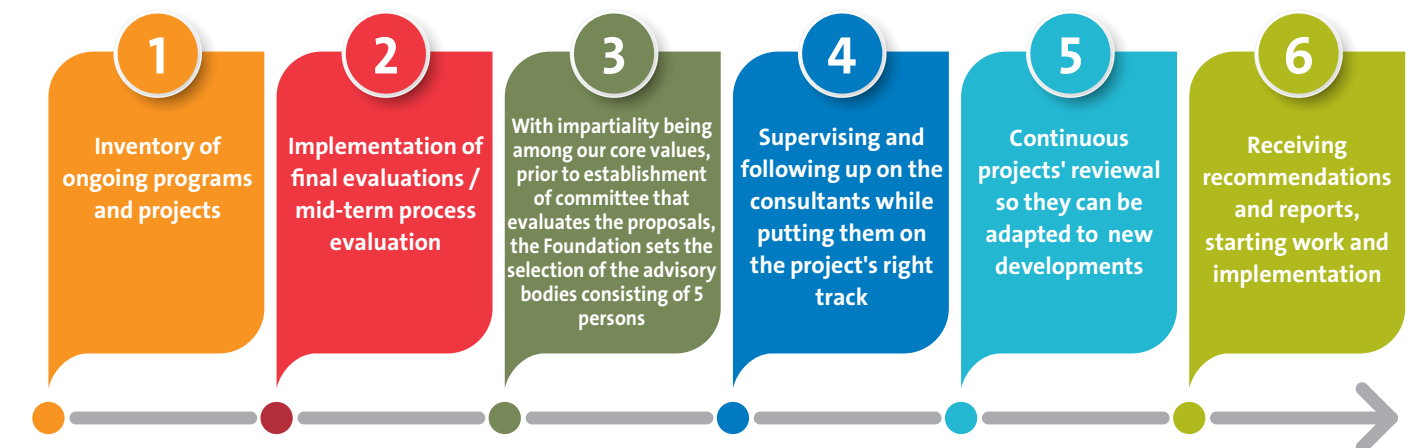 1
Inventory of
ongoing programs
and projects
2
Implementation of
final evaluations /
mid-term process
evaluation
3
With impartiality being
among our core values,
prior to establishment
of committee that
evaluates the proposals,
the Foundation sets the
selection of the advisory
bodies consisting of 5
persons
4
Supervising and
following up on the
consultants while
putting them on
the project's right
track
5
Continuous
projects' reviewal
so they can be
adapted to new
developments
6
Receiving
recommendations
and reports,
starting work and
implementation